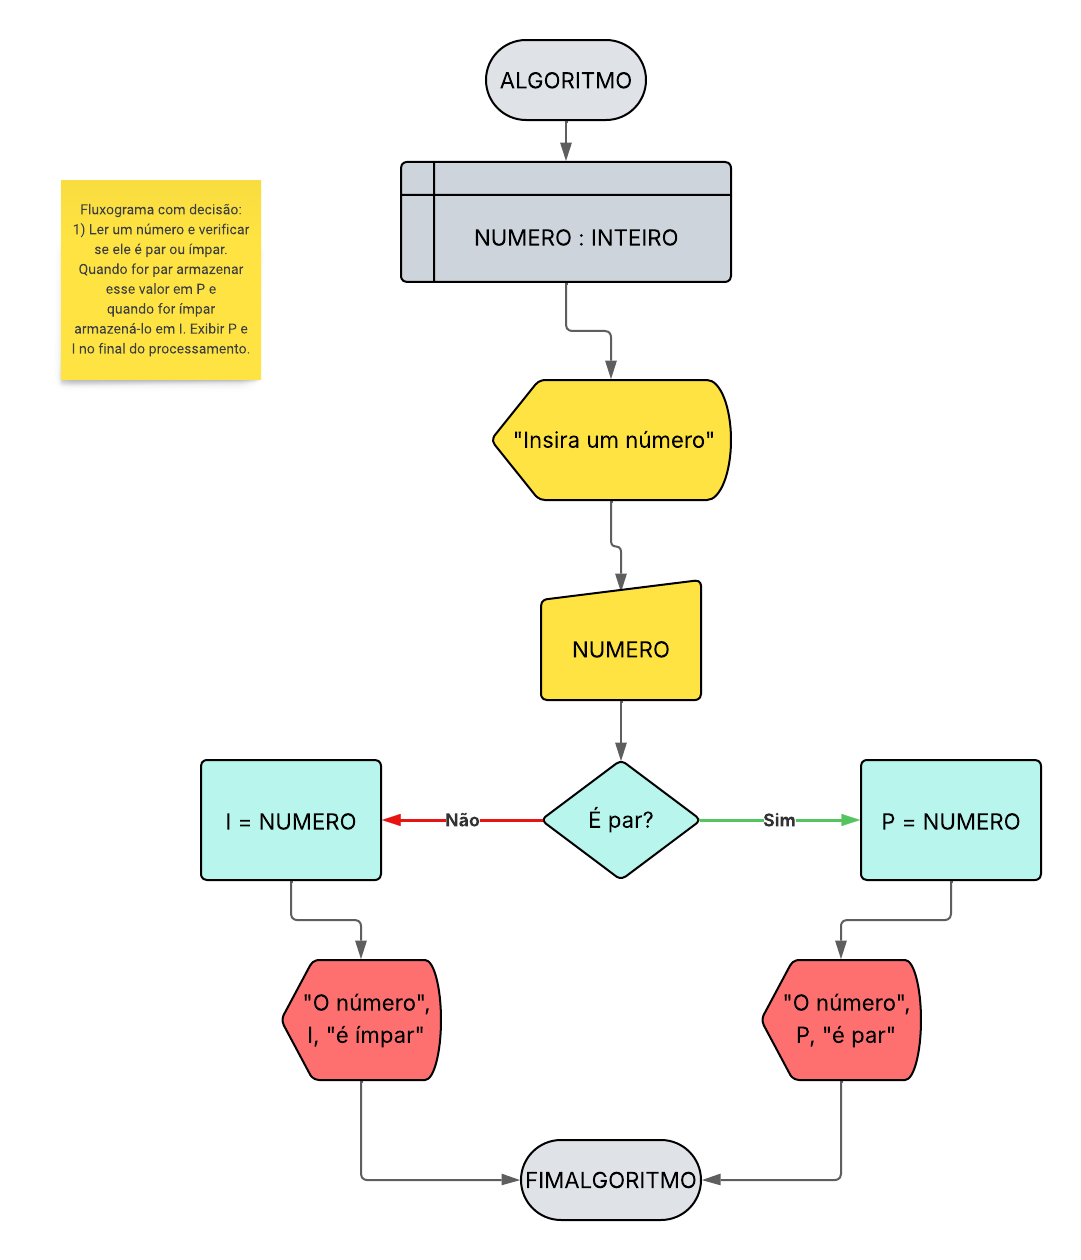 ALGORITMO
NUMERO : INTEIRO
Fluxograma com decisão:
1) Ler um número e verificar
se ele é par ou ímpar.
Quando for par armazenar
esse valor em P e
quando for ímpar
armazená-lo em I. Exibir P e
I no final do processamento.
"Insira um número"
NUMERO
I = NUMERO
Não
É par?
Sim
P = NUMERO
"O número",
I, "é ímpar"
"O número",
P, "é par"
FIMALGORITMO